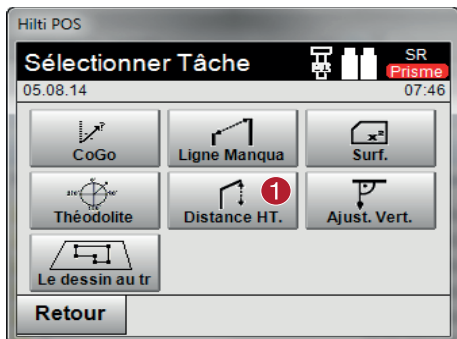 Hilti POS
Sélectionner Tâche
SR
Prisme
05.08.14
07:46
CoGo
Ligne Manqua
x²
Surf.
Théodolite
Distance HT.
1
Ajust. Vert.
Le dessin au tr
Retour